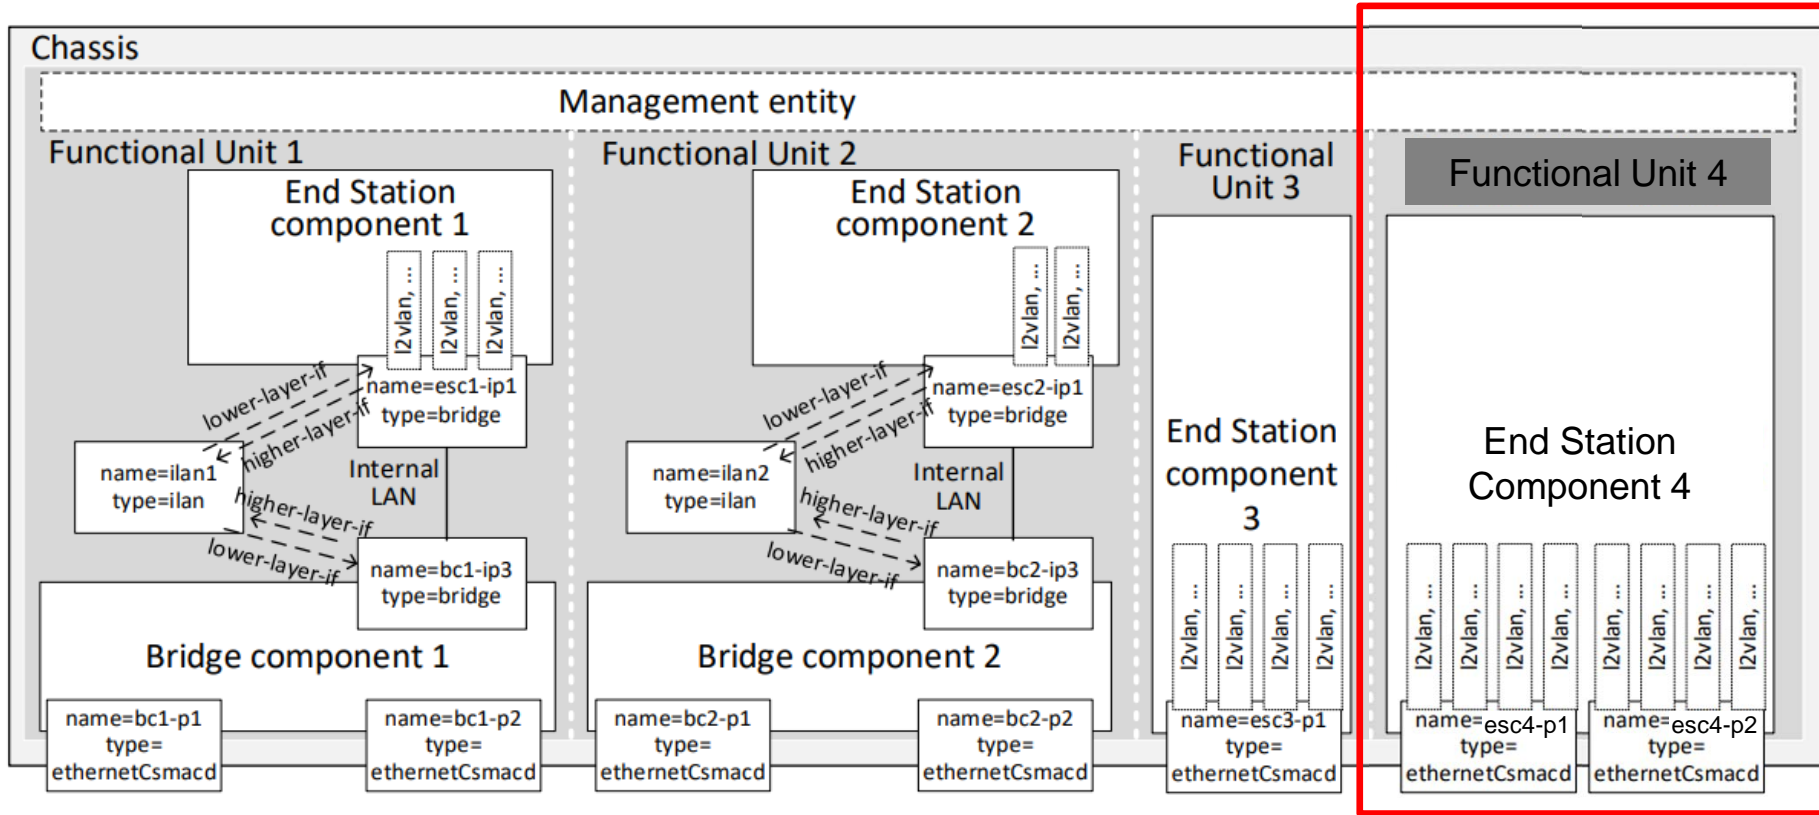 Chassis
Management entity
Functional Unit 1
End Station
component 1
l2vlan, ...
l2vlan, ...
l2vlan, ...
name=esc1-ip1
type=bridge
lower-layer-if
higher-layer-if
name=ilan1
type=ilan
Internal
LAN
higher-layer-if
lower-layer-if
name=bc1-ip3
type=bridge
Bridge component 1
name=bc1-p1
type=
ethernetCsmacd
name=bc1-p2
type=
ethernetCsmacd
Functional Unit 2
End Station
component 2
l2vlan, ...
l2vlan, ...
name=esc2-ip1
type=bridge
lower-layer-if
higher-layer-if
name=ilan2
type=ilan
Internal
LAN
higher-layer-if
lower-layer-if
name=bc2-ip3
type=bridge
Bridge component 2
name=bc2-p1
type=
ethernetCsmacd
name=bc2-p2
type=
ethernetCsmacd
Functional
Unit 3
End Station
component
3
l2vlan, ...
l2vlan, ...
l2vlan, ...
l2vlan, ...
name=esc3-p1
type=
ethernetCsmacd
Functional Unit 4
End Station
Component 4
l2vlan, ...
l2vlan, ...
l2vlan, ...
l2vlan, ...
l2vlan, ...
l2vlan, ...
l2vlan, ...
l2vlan, ...
name=esc4-p1
type=
ethernetCsmacd
name=esc4-p2
type=
ethernetCsmacd